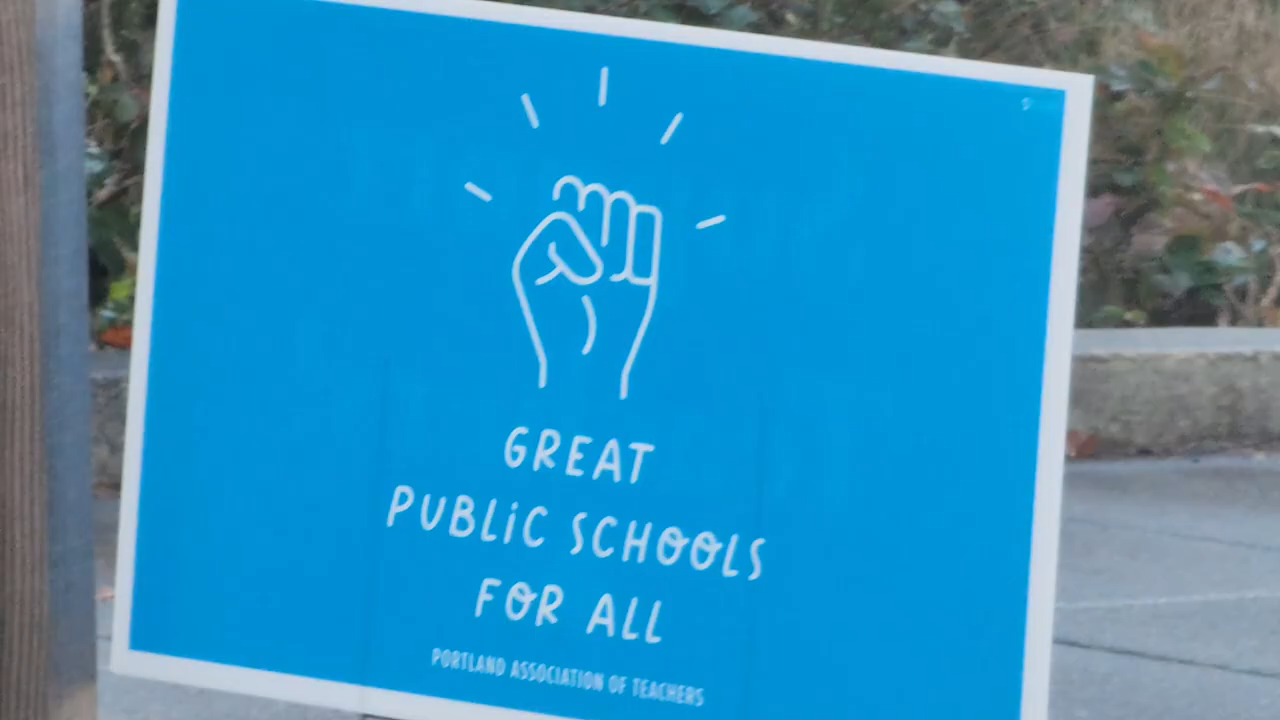 GREAT
PUBLIC SCHOOLS
FOR ALL
PORTLAND ASSOCIATION OF TEACHERS